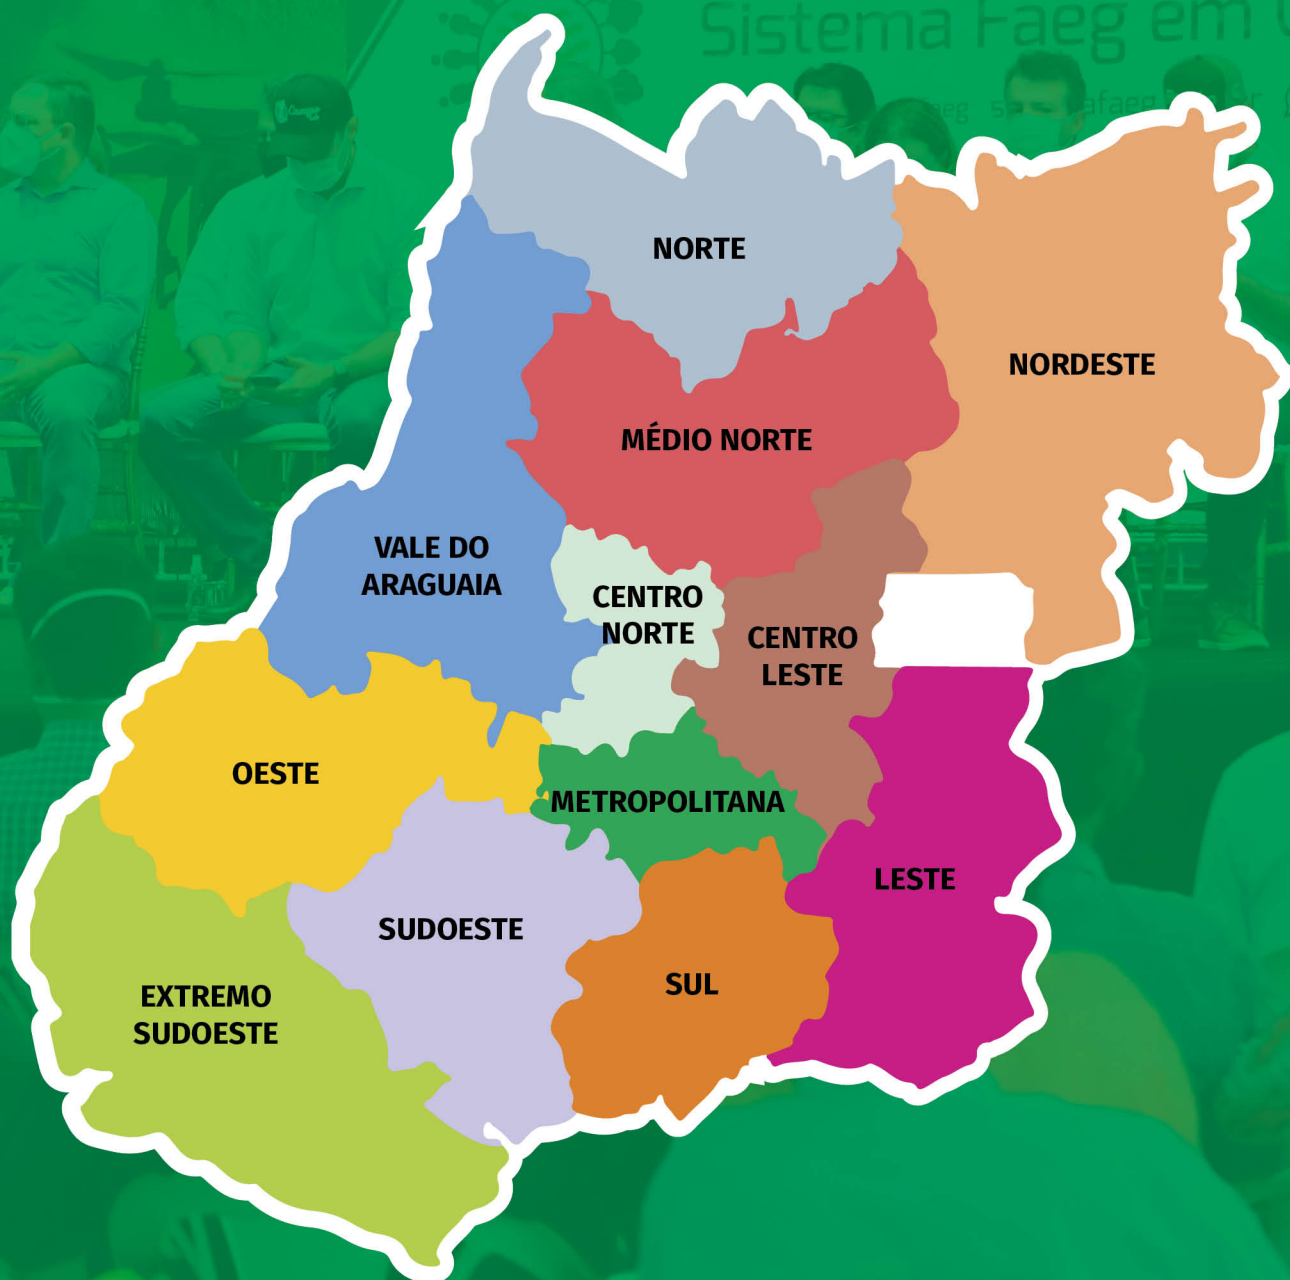 Sistema Faeg em
NORTE
NORDESTE
MÉDIO NORTE
VALE DO
ARAGUAIA
CENTRO
NORTE
CENTRO
LESTE
OESTE
METROPOLITANA
LESTE
SUDOESTE
SUL
EXTREMO
SUDOESTE